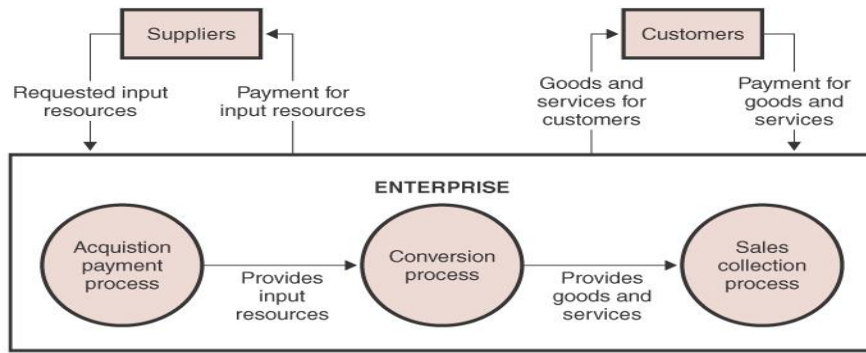 Suppliers
Customers
Requested input
resources
Payment for
input resources
Goods and
services for
customers
Payment for
goods and
services
ENTERPRISE
Acquistion
payment
process
Provides
input
resources
Conversion
process
Provides
goods and
services
Sales
collection
process